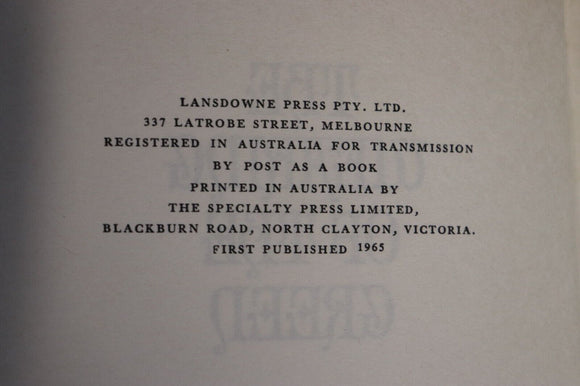 LANSDOWNE PRESS PTY. LTD.
337 LATROBE STREET, MELBOURNE
REGISTERED IN AUSTRALIA FOR TRANSMISSION
BY POST AS A BOOK
PRINTED IN AUSTRALIA BY
THE SPECIALTY PRESS LIMITED,
BLACKBURN ROAD, NORTH CLAYTON, VICTORIA.
FIRST PUBLISHED 1965